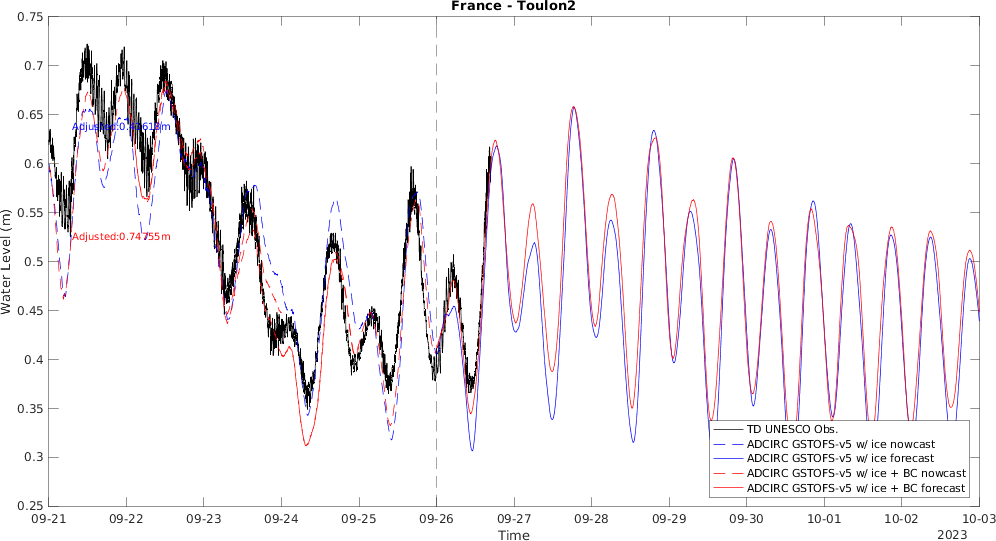 France - Toulon2
0.75
0.7
0.65
0.6
0.55
0.5
0.45
0.4
0.35
0.3
0.25
Water Level (m)
Adjusted:0.74755m
TD UNESCO Obs.
ADCIRC GSTOFS-v5 w/ ice nowcast
ADCIRC GSTOFS-v5 w/ ice forecast
ADCIRC GSTOFS-v5 w/ ice + BC nowcast
ADCIRC GSTOFS-v5 w/ ice + BC forecast
09-21 09-22 09-23 09-24 09-25 09-26 09-27 09-28 09-29 09-30 10-01 10-02 10-03
Time
2023